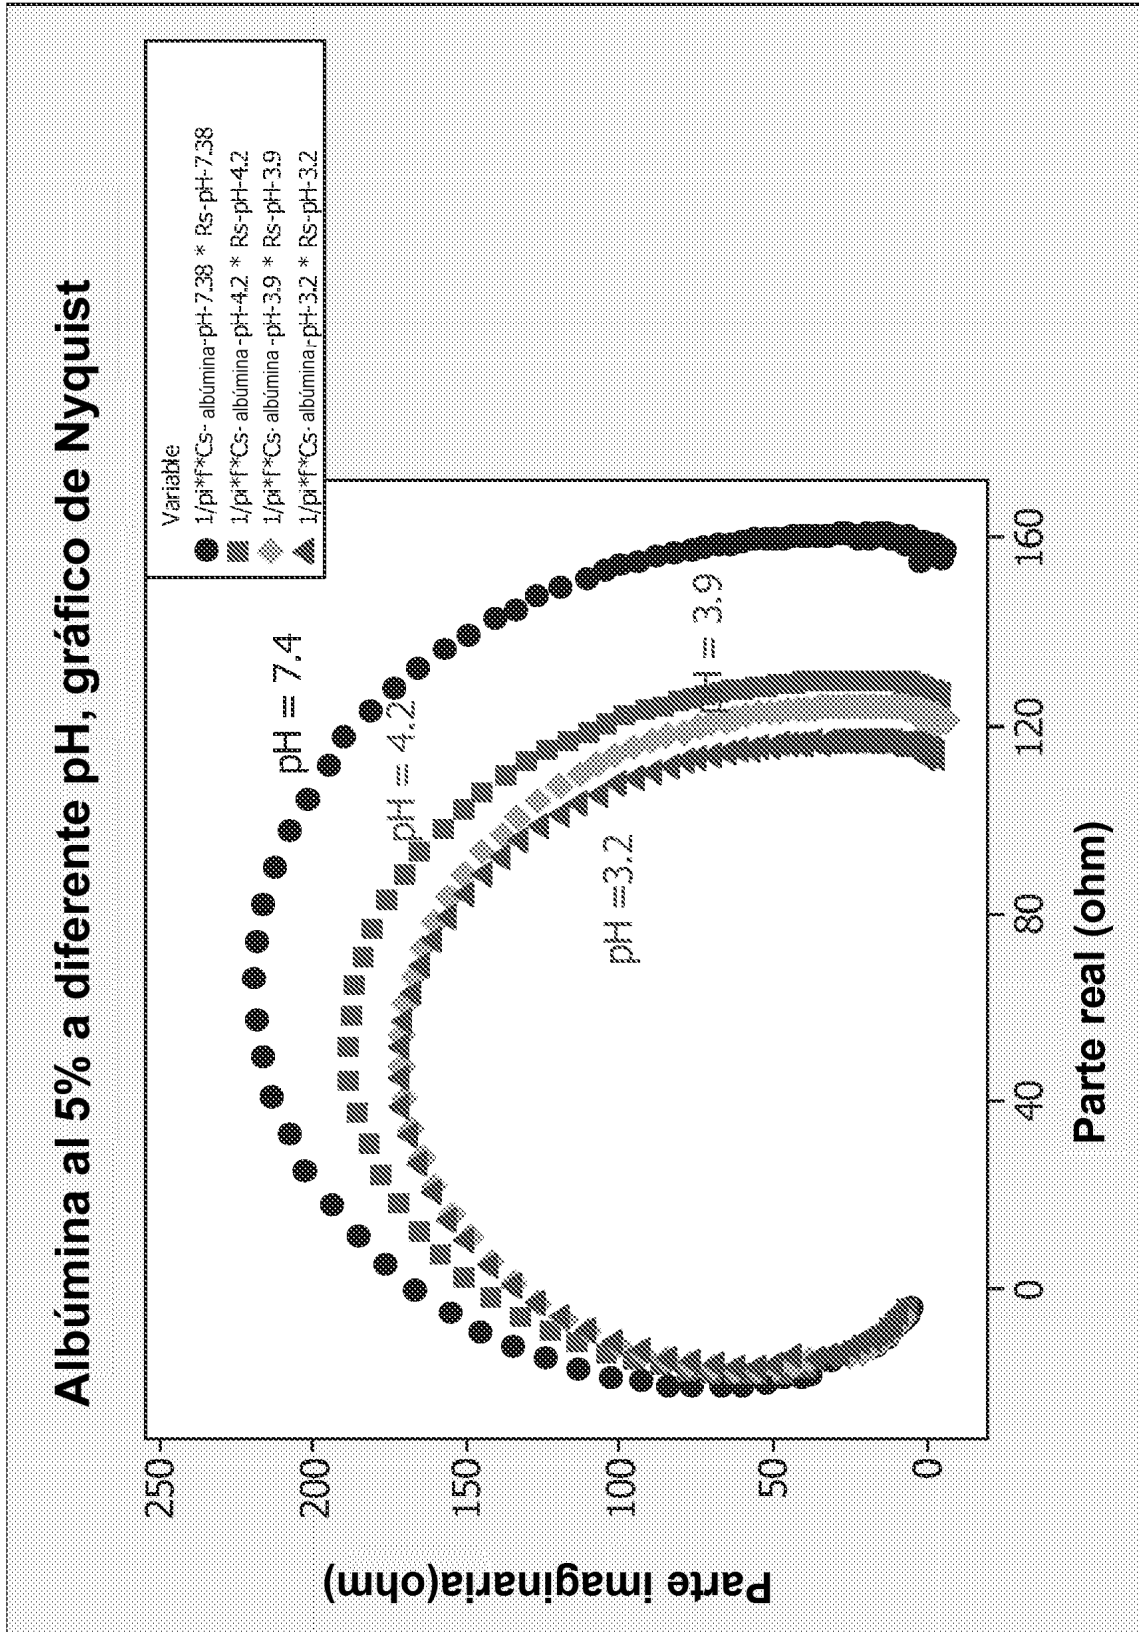 Albúmina al 5% a diferente pH, gráfico de Nyquist
Variable
1/pi*f*Cs- albúmina-pH-7.38 * Rs-pH-7.38
1/pi*f*Cs- albúmina -pH-4.2 * Rs-pH-4.2
1/pi*f*Cs- albúmina -pH-3.9 * Rs-pH-3.9
1/pi*f*Cs- albúmina,-pH-3.2 * Rs-pH-3.2
Parte imaginaria(ohm)
250
200
150
100
50
0
pH = 7.4
pH = 4.2
pH = 3.9
pH =3.2
0
40
80
120
160
Parte real (ohm)